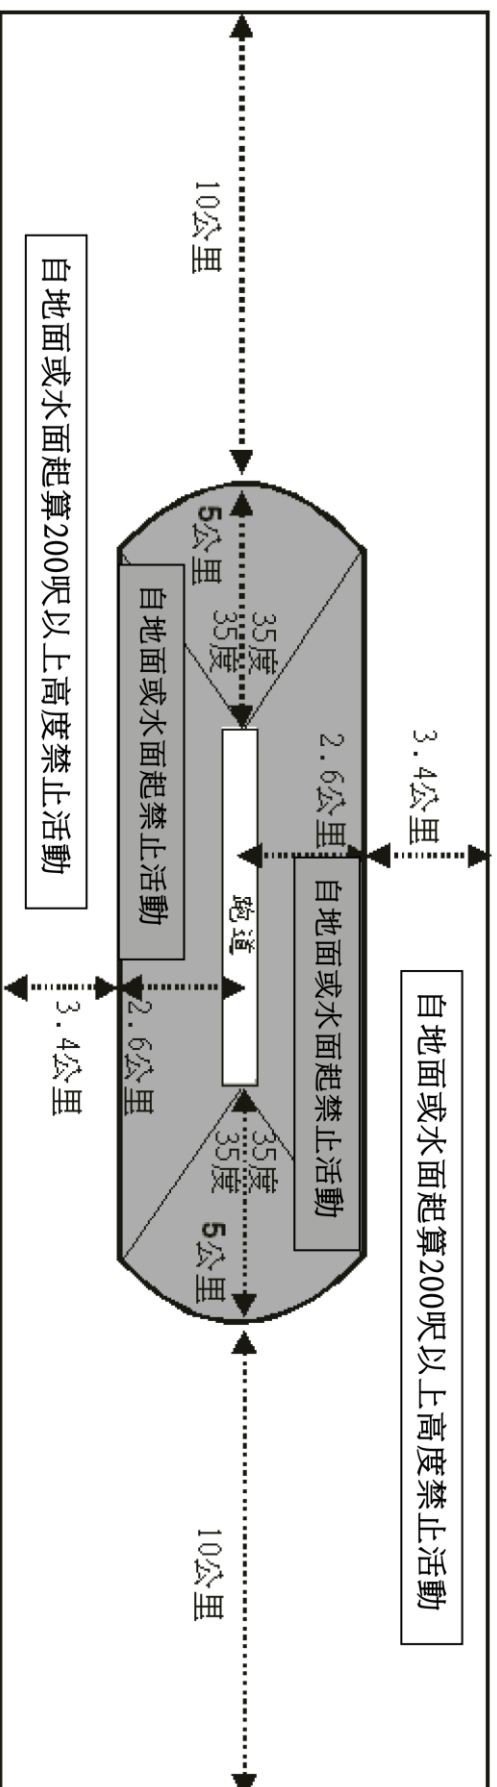 3.4公里
自地面或水面起算200呎以上高度禁止活動
2.6公里
自地面或水面起禁止活動
10公里
5公里
35度
35度
跑道
35度
35度
5公里
10公里
自地面或水面起禁止活動
2.6公里
自地面或水面起算200呎以上高度禁止活動
3.4公里